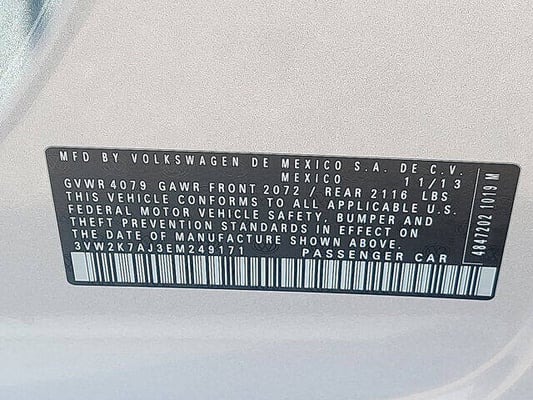 MFD BY VOLKSWAGEN DE MEXICO S.A. DE C.V.
MEXICO 11/13
GVWR 4079 GAWR FRONT 2072 / REAR 2116 LBS
THIS VEHICLE CONFORMS TO ALL APPLICABLE U.S.
FEDERAL MOTOR VEHICLE SAFETY, BUMPER AND
THEFT PREVENTION STANDARDS IN EFFECT ON
THE DATE OF MANUFACTURE SHOWN ABOVE
3VW2K7AJ3EM249171 PASSENGER CAR
4847202 1019 M